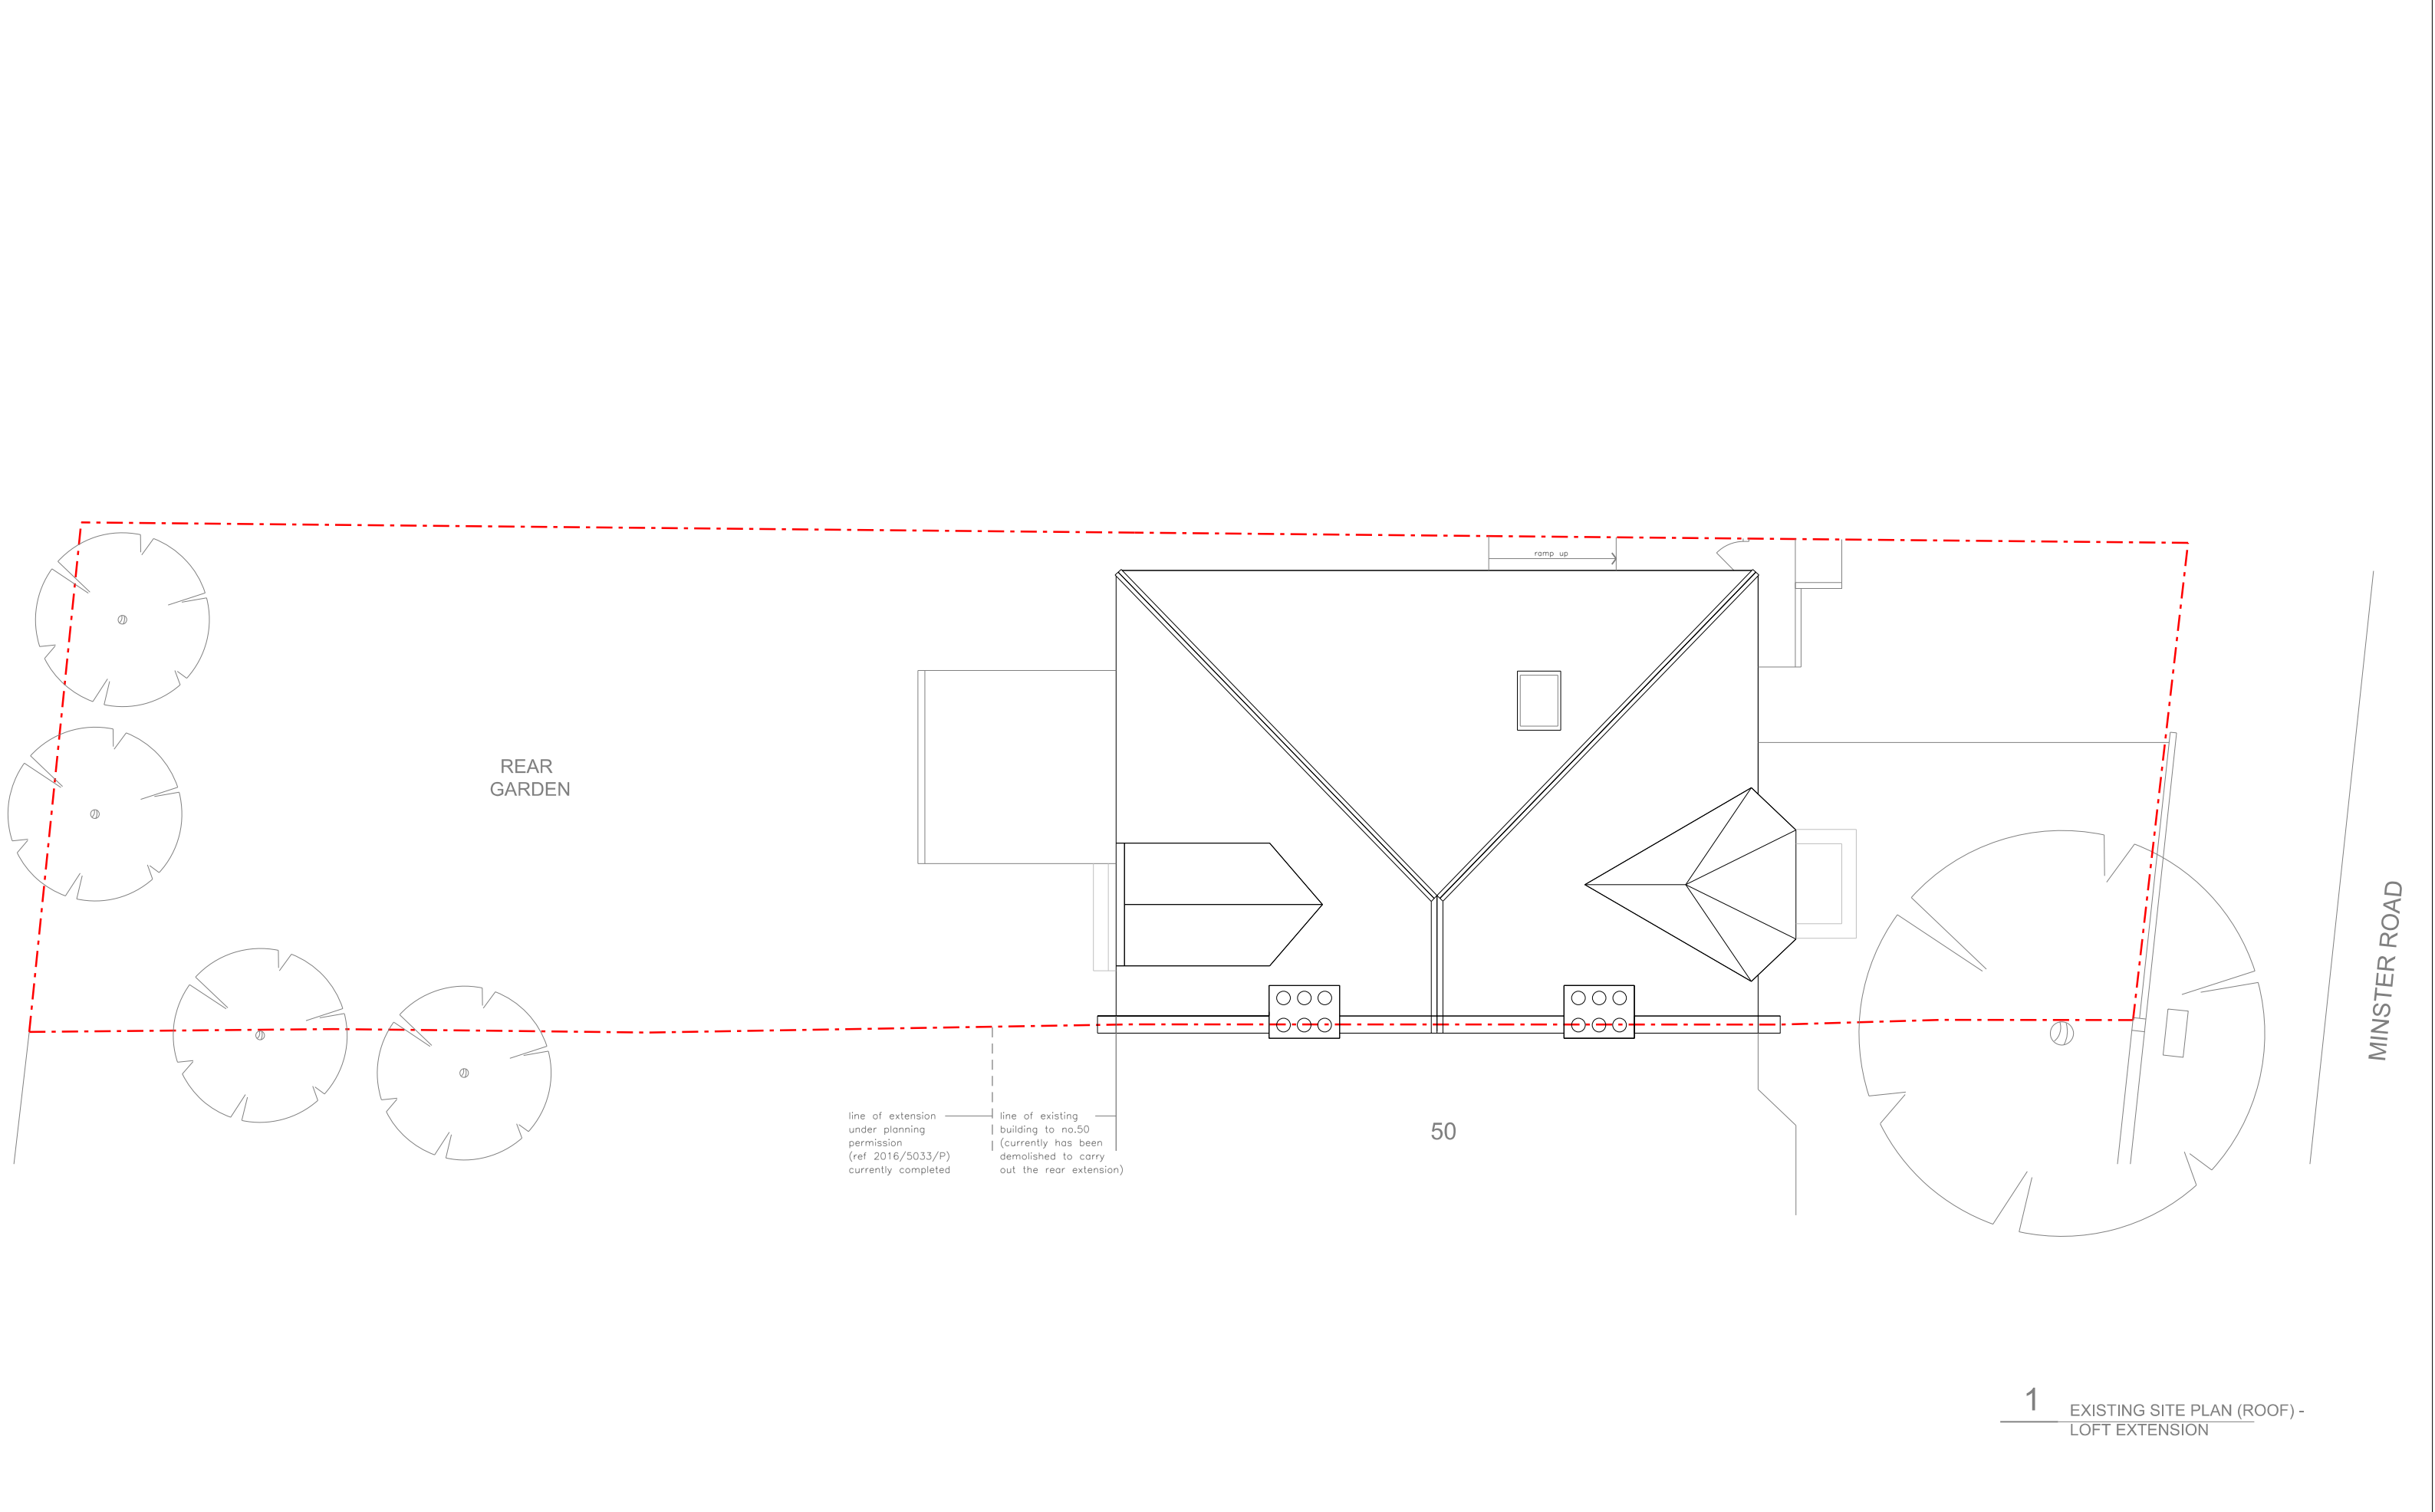 ramp up
REAR
GARDEN
MINSTER ROAD
line of extension
under planning
permission
(ref 2016/5033/P)
currently completed
line of existing
building to no.50
(currently has been
demolished to carry
out the rear extension)
50
1
EXISTING SITE PLAN (ROOF) -
LOFT EXTENSION